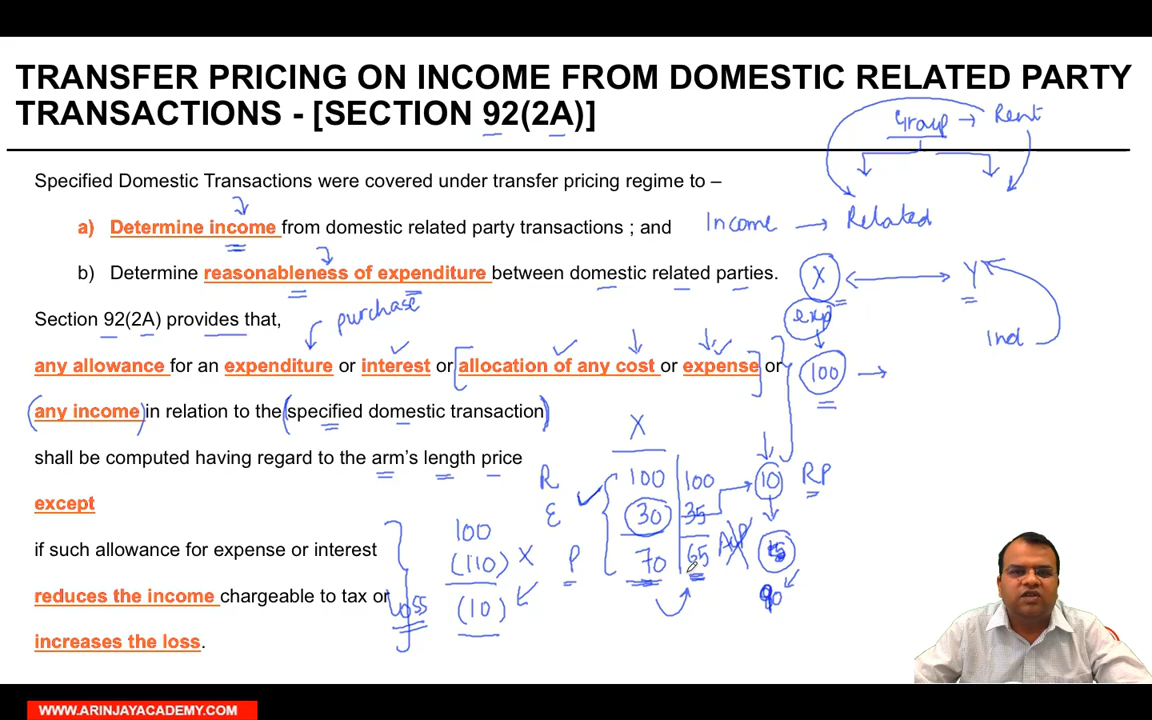 TRANSFER PRICING ON INCOME FROM DOMESTIC RELATED PARTY
TRANSACTIONS - [SECTION 92(2A)]
Group → Rent
Specified Domestic Transactions were covered under transfer pricing regime to –
a) Determine income from domestic related party transactions ; and
Income → Related
b) Determine reasonableness of expenditure between domestic related parties.
X Y
exp
Ind
Section 92(2A) provides that,
purchase
any allowance for an expenditure or interest or allocation of any cost or expense or
100 →
any income in relation to the specified domestic transaction
X
shall be computed having regard to the arm's length price
R 100 100 10 RP
except
E 30 35
100
if such allowance for expense or interest
(110) X P 70 65
reduces the income chargeable to tax or
Loss (10) 90
increases the loss.
WWW.ARINJAYACADEMY.COM